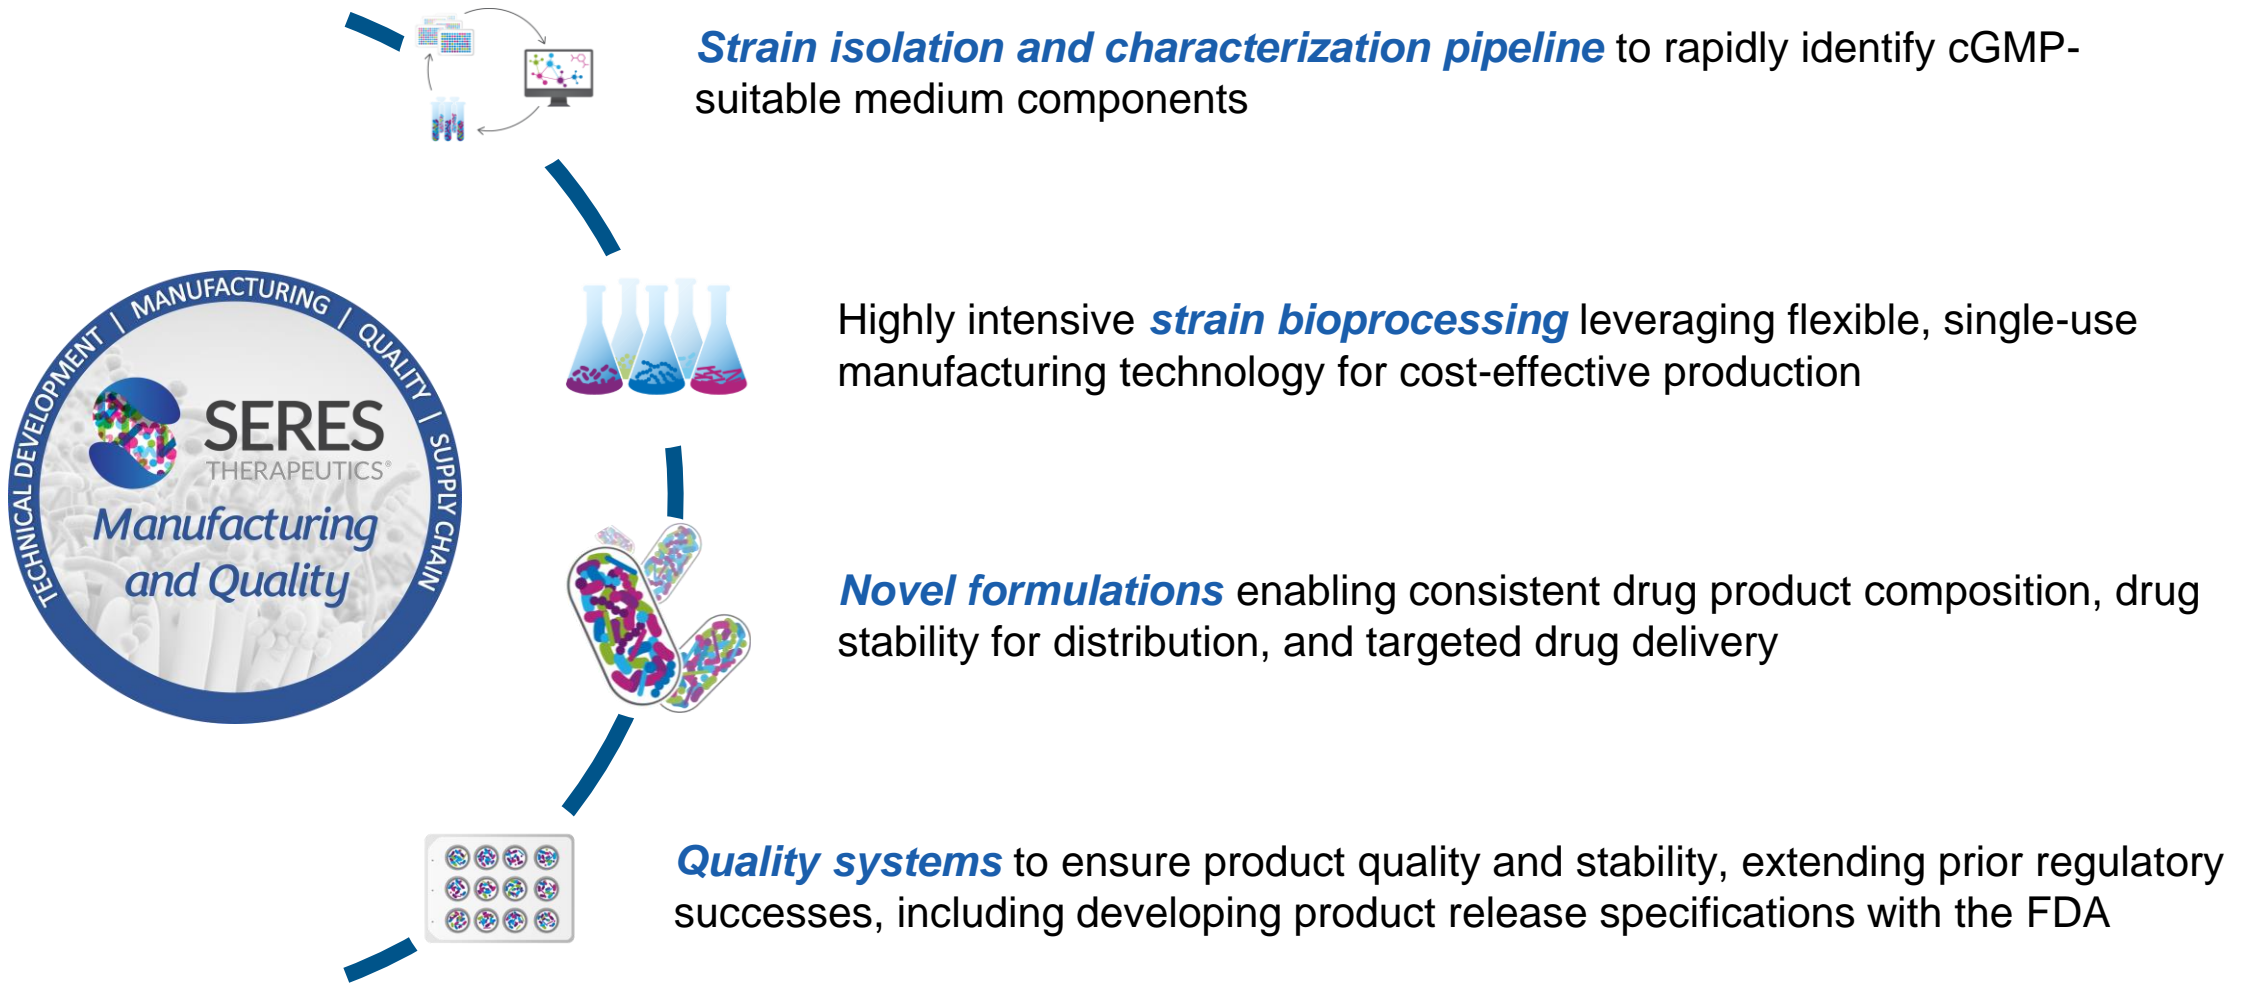 Strain isolation and characterization pipeline to rapidly identify cGMP-
suitable medium components
TECHNICAL DEVELOPMENT | MANUFACTURING | QUALITY | SUPPLY CHAIN
SERES
THERAPEUTICS®
Manufacturing
and Quality
Highly intensive strain bioprocessing leveraging flexible, single-use
manufacturing technology for cost-effective production
Novel formulations enabling consistent drug product composition, drug
stability for distribution, and targeted drug delivery
Quality systems to ensure product quality and stability, extending prior regulatory
successes, including developing product release specifications with the FDA